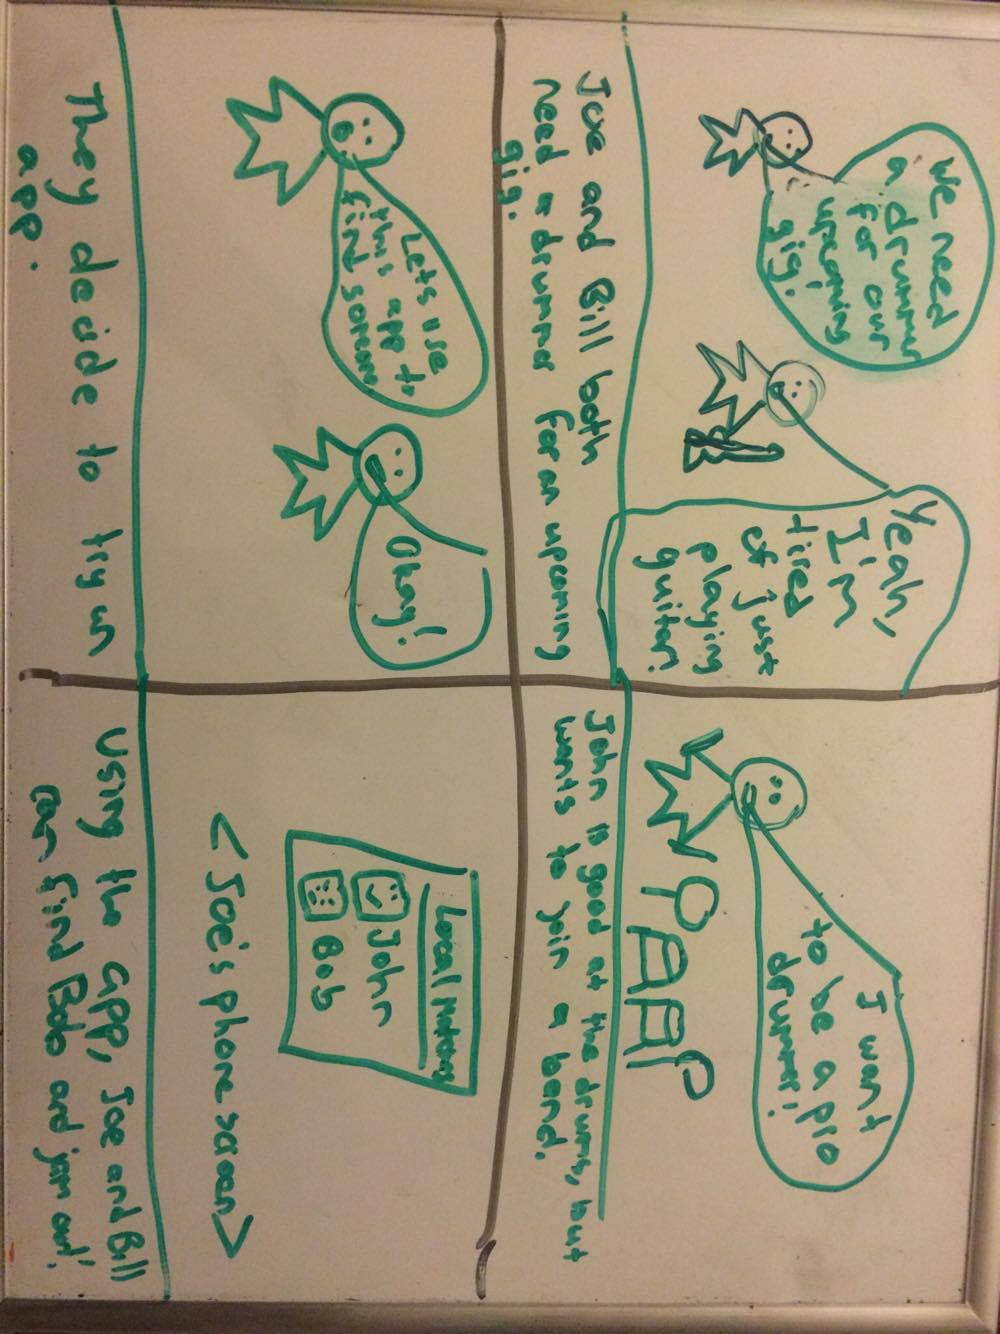 We need
a drummer
for our
upcoming
gig.
Yeah,
I'm
tired
of just
playing
guitar.
Joe and Bill both
need a drummer for an upcoming
gig.
I want
to be a pro
drummer!
John is good at the drums, but
wants to join a band.
Lets use
this app to
find someone
Okay!
They decide to try un
app.
Local
John
Bob
< Joe's phone screen >
Using the app, Joe and Bill
can find Bob and jam out!